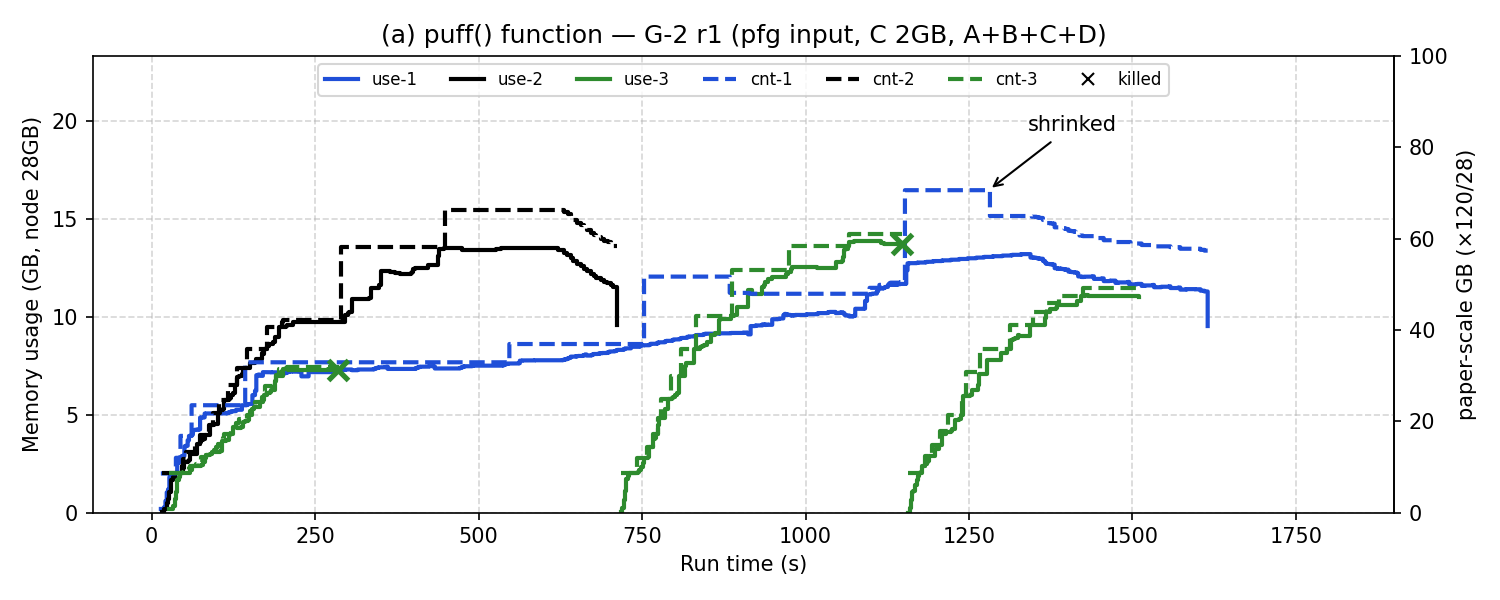 (a) puff() function — G-2 r1 (pfg input, C 2GB, A+B+C+D)
use-1 use-2 use-3 cnt-1 cnt-2 cnt-3 killed
shrinked
Memory usage (GB, node 28GB)
20
15
10
5
0
100
80
60
40
20
0
paper-scale GB (×120/28)
0 250 500 750 1000 1250 1500 1750
Run time (s)